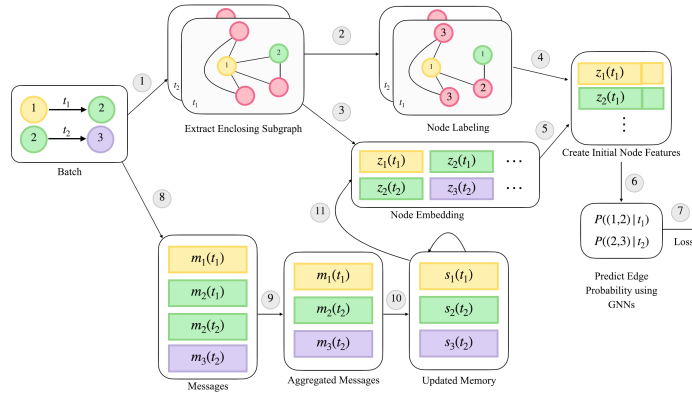 1
t₁
2
2
t₂
3
Batch
1
t₂
t₁
1
2
Extract Enclosing Subgraph
2
t₂
t₁
3
1
1
3
2
Node Labeling
4
z₁(t₁)
z₂(t₁)
⋮
Create Initial Node Features
3
5
z₁(t₁) z₂(t₁) ⋯
z₂(t₂) z₃(t₂) ⋯
Node Embedding
6
P((1,2) | t₁)
P((2,3) | t₂)
7
Loss
Predict Edge
Probability using
GNNs
8
m₁(t₁)
m₂(t₁)
m₂(t₂)
m₃(t₂)
Messages
9
m₁(t₁)
m₂(t₂)
m₃(t₂)
Aggregated Messages
10
11
s₁(t₁)
s₂(t₂)
s₃(t₂)
Updated Memory